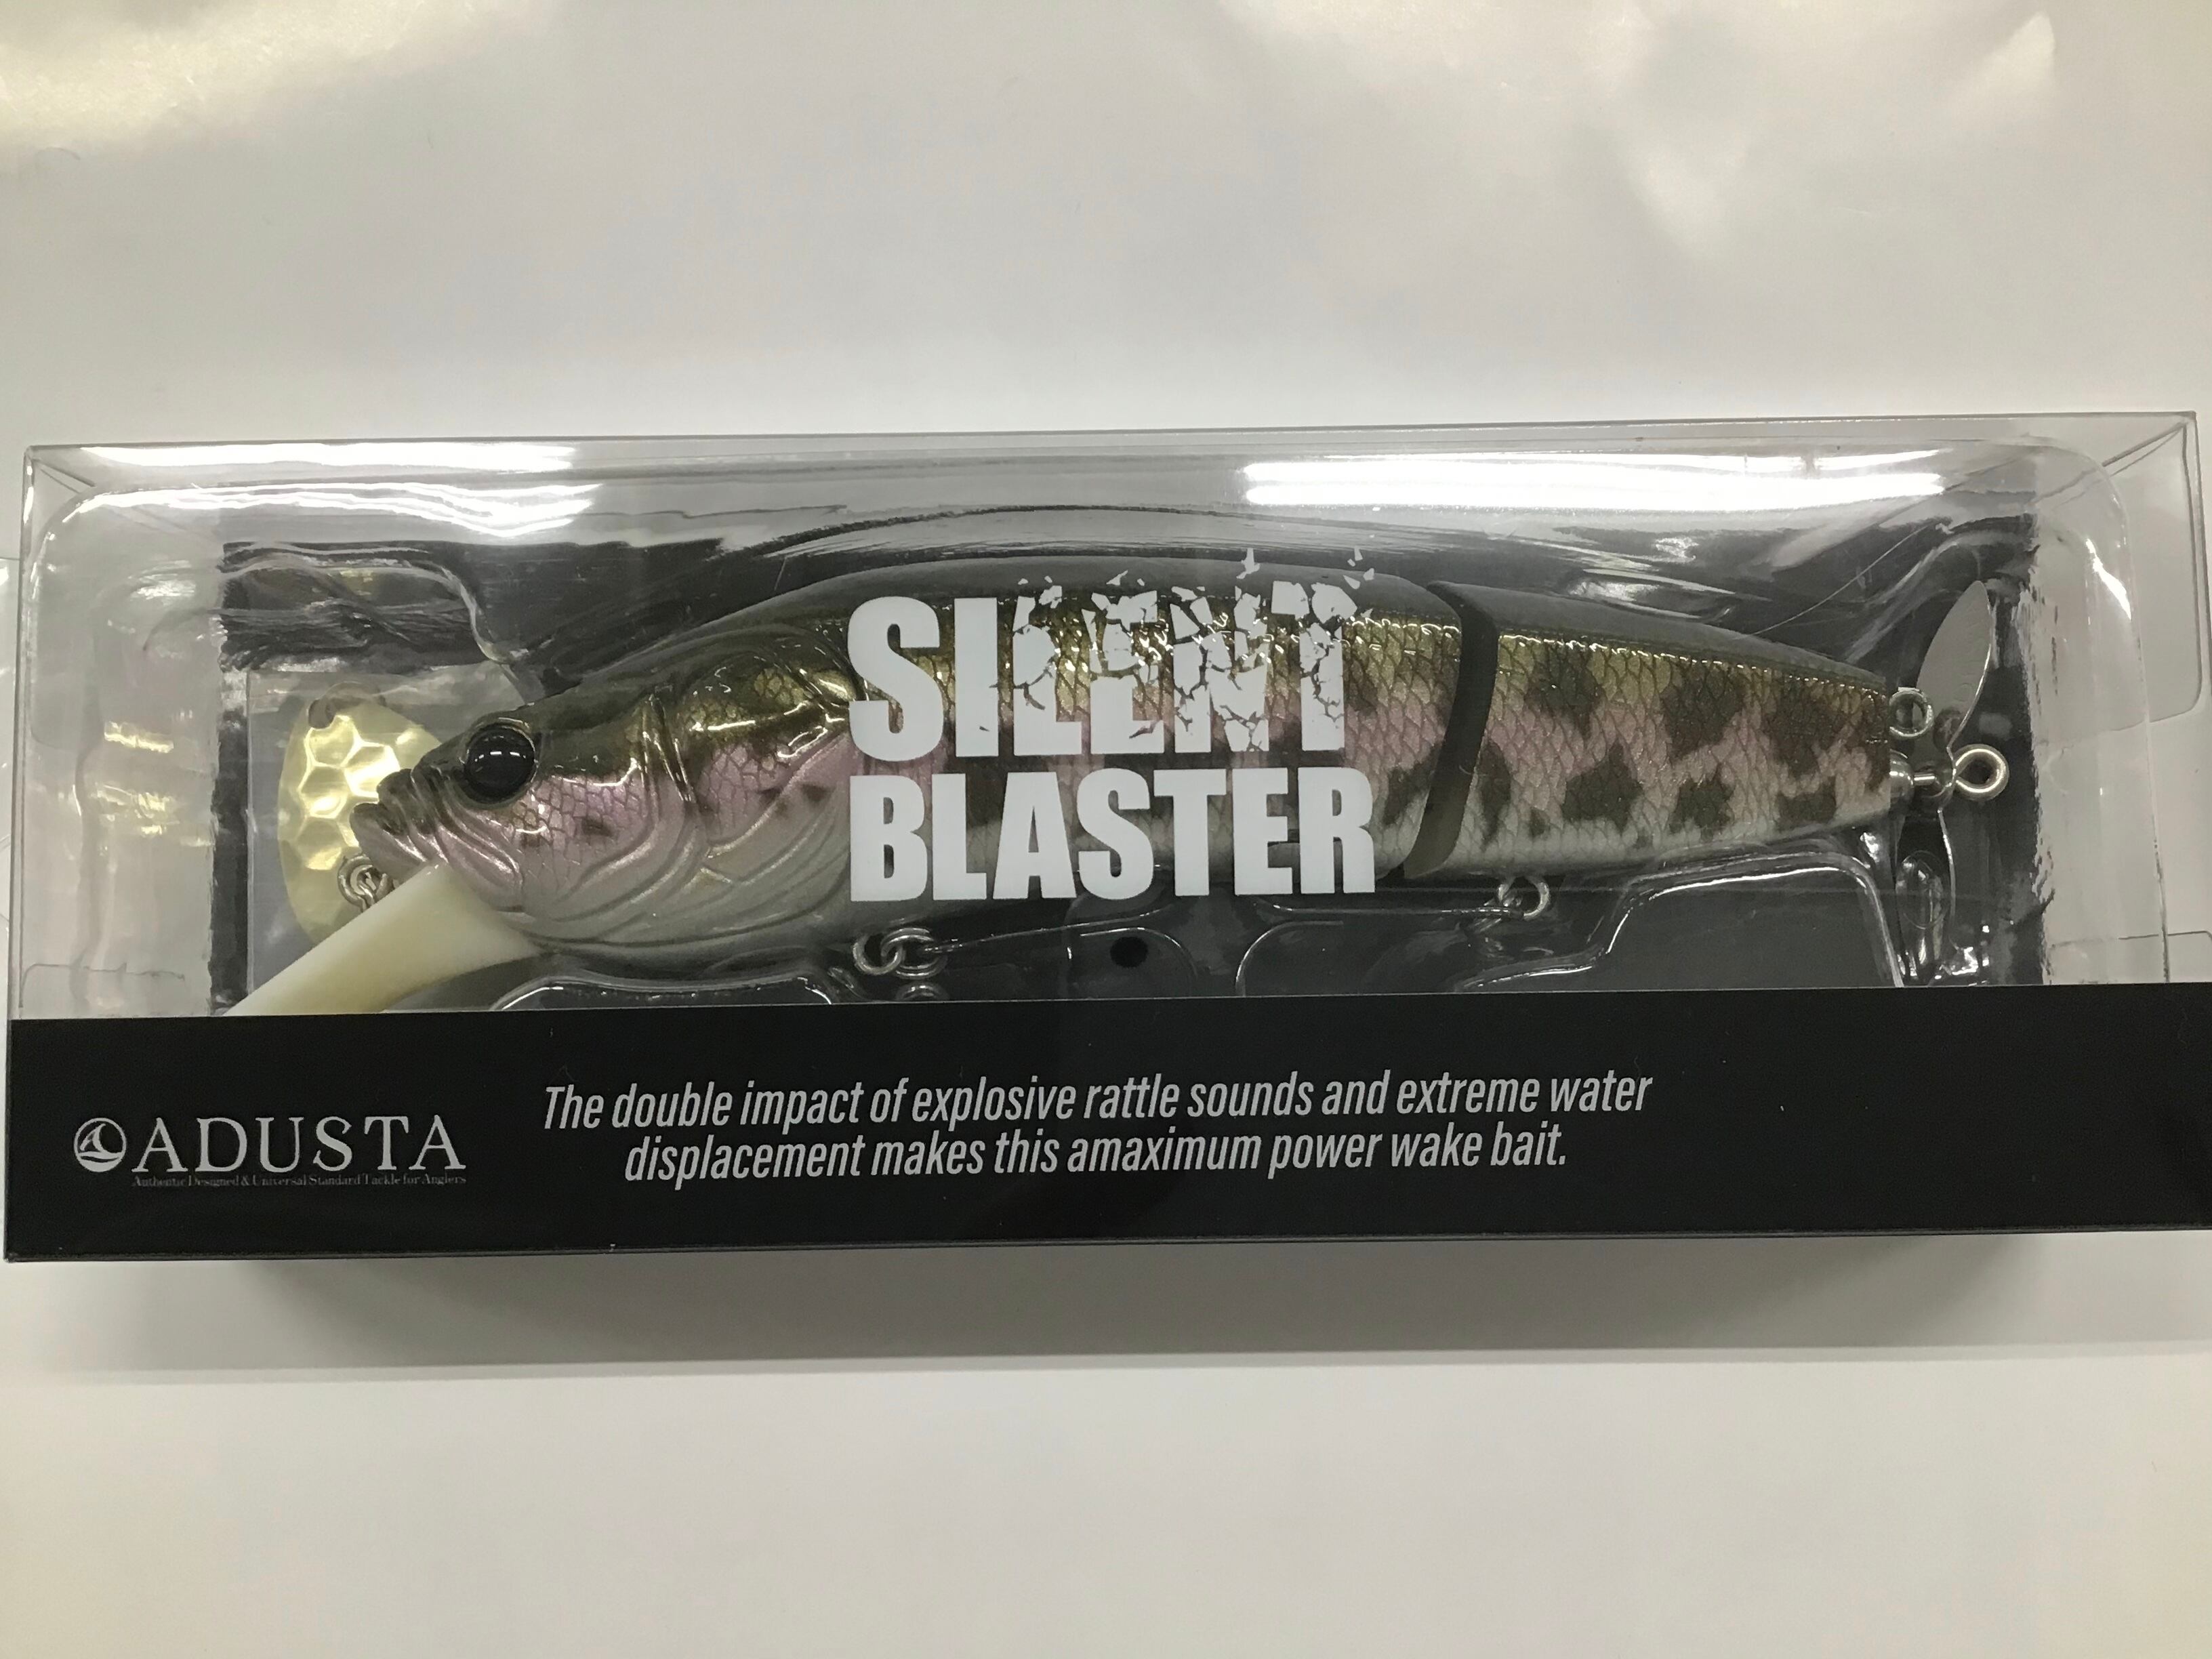 SILENT
BLASTER
ADUSTA
Authentic Designed & Universal Standard Tackle for Anglers
The double impact of explosive rattle sounds and extreme water
displacement makes this amaximum power wake bait.